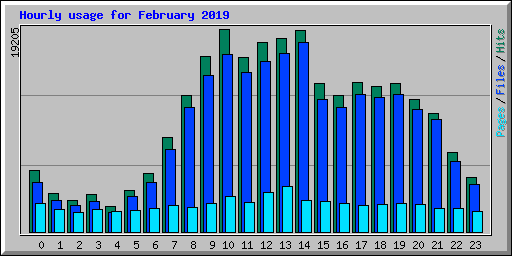 Hourly usage for February 2019
19205
Pages/Files/Hits
0 1 2 3 4 5 6 7 8 9 10 11 12 13 14 15 16 17 18 19 20 21 22 23